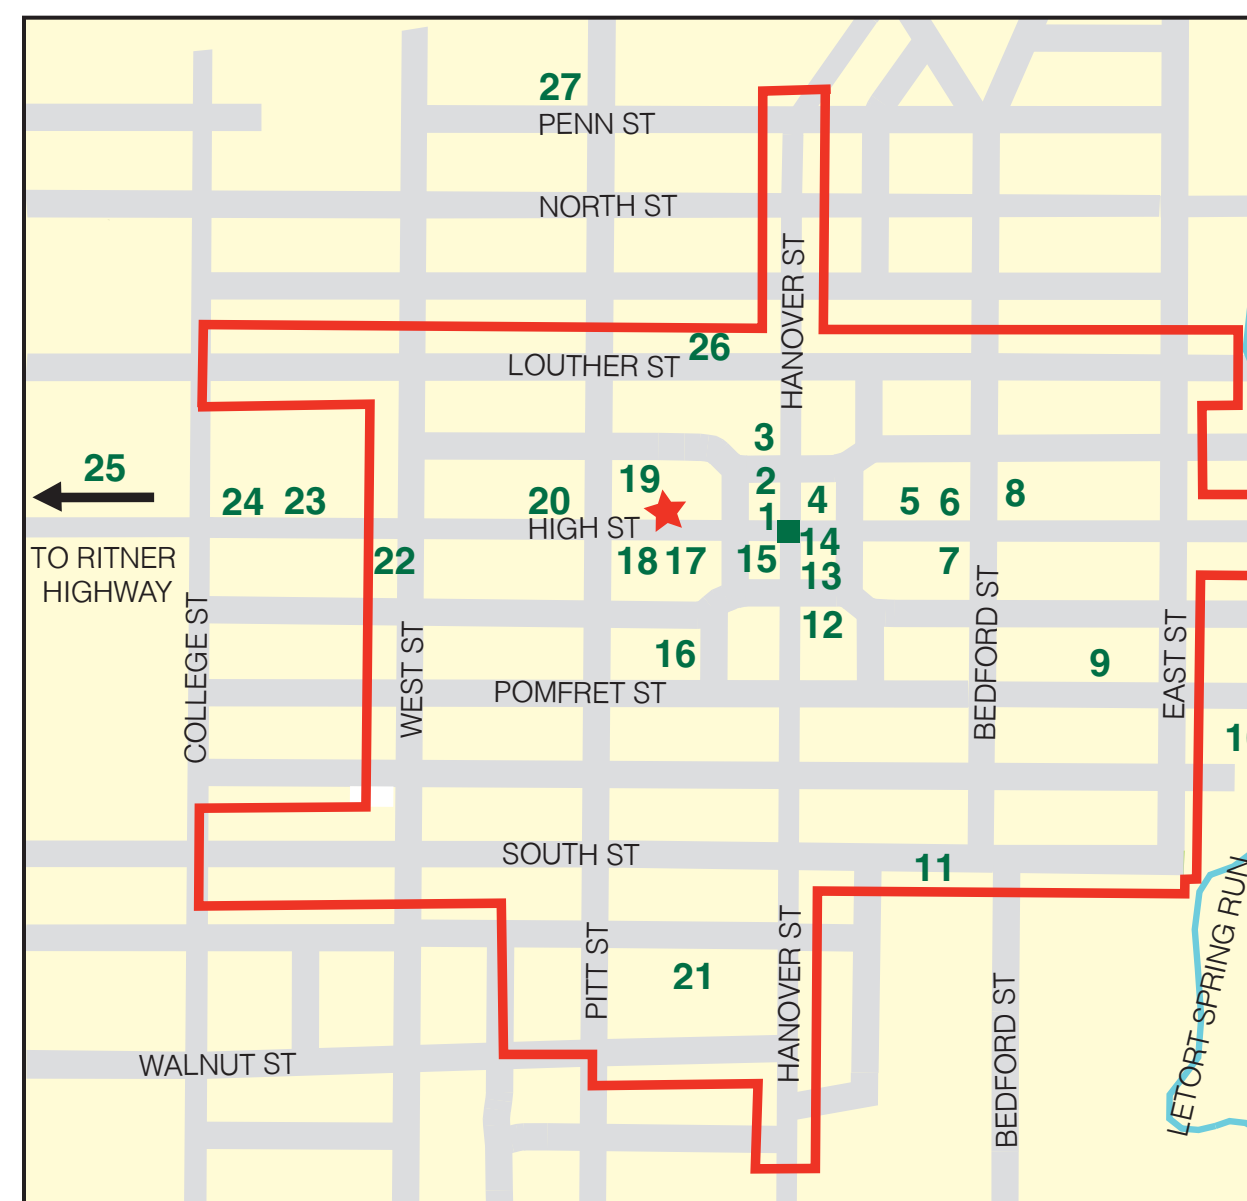 27
PENN ST
NORTH ST
HANOVER ST
26
LOUTHER ST
3
25
19
2
24
23
20
4
5
6
8
1
HIGH ST
14
TO RITNER
HIGHWAY
22
18
17
15
13
7
12
COLLEGE ST
WEST ST
16
BEDFORD ST
EAST ST
9
POMFRET ST
SOUTH ST
11
PITT ST
21
HANOVER ST
BEDFORD ST
LETORT SPRING RUN
WALNUT ST